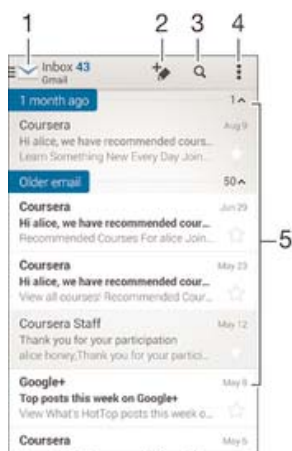 1
2
3
4
Inbox 43
Gmail
1 month ago
1
Coursera
Aug 9
Hi alice, we have recommended cours...
Learn Something New Every Day Join...
Older email
50
Coursera
Jun 29
Hi alice, we have recommended cour...
Recommended Courses For alice Join...
5
Coursera
May 23
Hi alice, we have recommended cour...
View all courses! Recommended Cour...
Coursera Staff
May 12
Thank you for your participation
alice honey,Thank you for your partici...
Google+
May 8
Top posts this week on Google+
View What's HotTop posts this week o...
Coursera
May 5